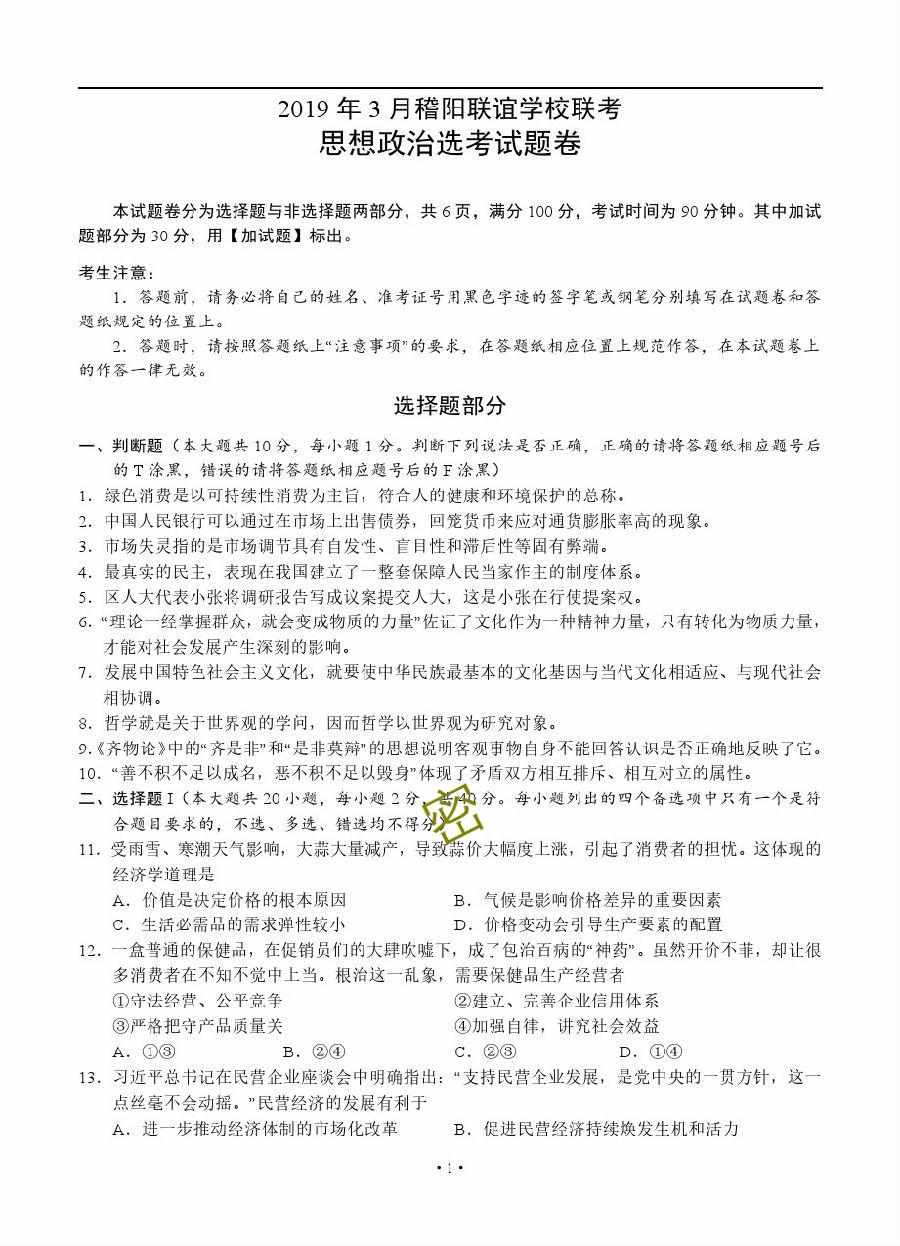 2019 年 3 月稽阳联谊学校联考
思想政治选考试题卷
本试题卷分为选择题与非选择题两部分，共 6 页，满分 100 分，考试时间为 90 分钟。其中加试
题部分为 30 分，用【加试题】标出。
考生注意：
1．答题前，请务必将自己的姓名、准考证号用黑色字迹的签字笔或钢笔分别填写在试题卷和答
题纸规定的位置上。
2．答题时，请按照答题纸上“注意事项”的要求，在答题纸相应位置上规范作答，在本试题卷上
的作答一律无效。
选择题部分
一、判断题（本大题共 10 分，每小题 1 分。判断下列说法是否正确，正确的请将答题纸相应题号后
的 T 涂黑，错误的请将答题纸相应题号后的 F 涂黑）
1．绿色消费是以可持续性消费为主旨，符合人的健康和环境保护的总称。
2．中国人民银行可以通过在市场上出售债券，回笼货币来应对通货膨胀率高的现象。
3．市场失灵指的是市场调节具有自发性、盲目性和滞后性等固有弊端。
4．最真实的民主，表现在我国建立了一整套保障人民当家作主的制度体系。
5．区人大代表小张将调研报告写成议案提交人大，这是小张在行使提案权。
6．“理论一经掌握群众，就会变成物质的力量”佐证了文化作为一种精神力量，只有转化为物质力量，
才能对社会发展产生深刻的影响。
7．发展中国特色社会主义文化，就要使中华民族最基本的文化基因与当代文化相适应、与现代社会
相协调。
8．哲学就是关于世界观的学问，因而哲学以世界观为研究对象。
9.《齐物论》中的“齐是非”和“是非莫辩”的思想说明客观事物自身不能回答认识是否正确地反映了它。
10．“善不积不足以成名，恶不积不足以毁身”体现了矛盾双方相互排斥、相互对立的属性。
二、选择题 I（本大题共 20 小题，每小题 2 分，共 40 分。每小题列出的四个备选项中只有一个是符
合题目要求的，不选、多选、错选均不得分）
密
11．受雨雪、寒潮天气影响，大蒜大量减产，导致蒜价大幅度上涨，引起了消费者的担忧。这体现的
经济学道理是
A．价值是决定价格的根本原因 B．气候是影响价格差异的重要因素
C．生活必需品的需求弹性较小 D．价格变动会引导生产要素的配置
12．一盒普通的保健品，在促销员们的大肆吹嘘下，成了包治百病的“神药”。虽然开价不菲，却让很
多消费者在不知不觉中上当。根治这一乱象，需要保健品生产经营者
①守法经营、公平竞争 ②建立、完善企业信用体系
③严格把守产品质量关 ④加强自律，讲究社会效益
A．①③ B．②④ C．②③ D．①④
13．习近平总书记在民营企业座谈会中明确指出：“支持民营企业发展，是党中央的一贯方针，这一
点丝毫不会动摇。”民营经济的发展有利于
A．进一步推动经济体制的市场化改革 B．促进民营经济持续焕发生机和活力
• 1 •